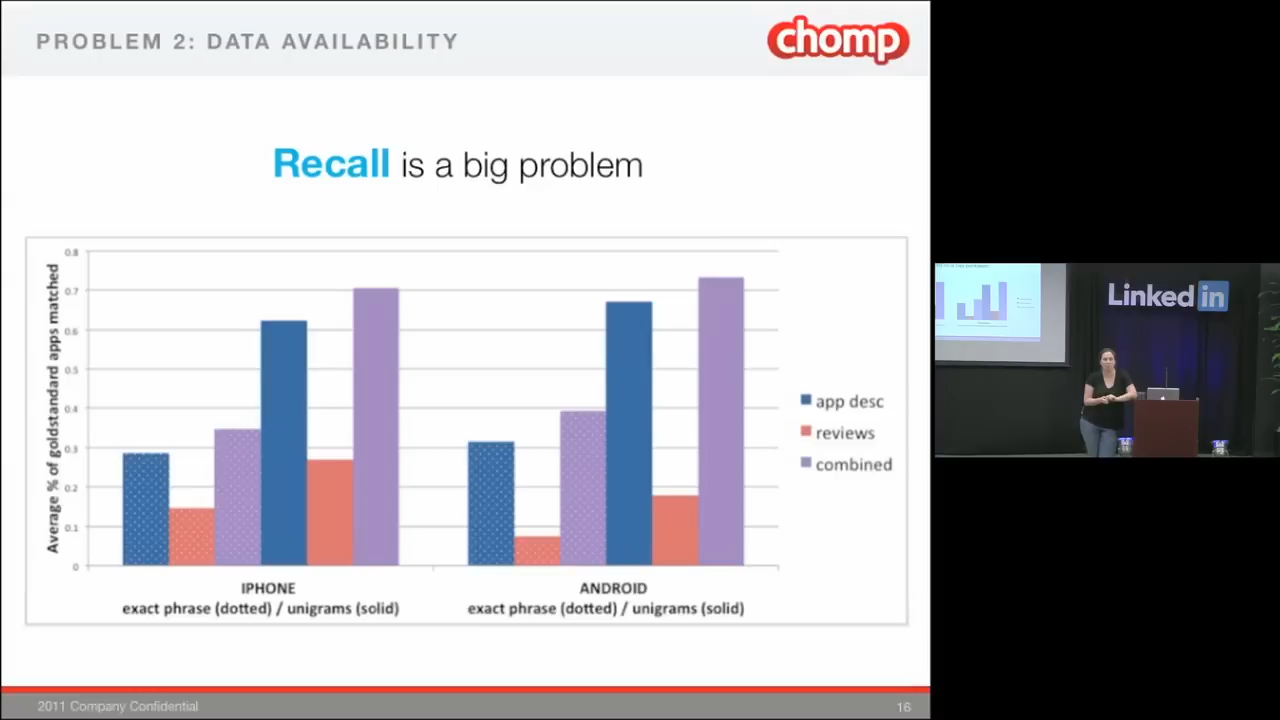 PROBLEM 2: DATA AVAILABILITY
chomp
Recall is a big problem
Average % of goldstandard apps matched
0.8
0.7
0.6
0.5
0.4
0.3
0.2
0.1
0
IPHONE
exact phrase (dotted) / unigrams (solid)
ANDROID
exact phrase (dotted) / unigrams (solid)
app desc
reviews
combined
2011 Company Confidential
16
Linked in